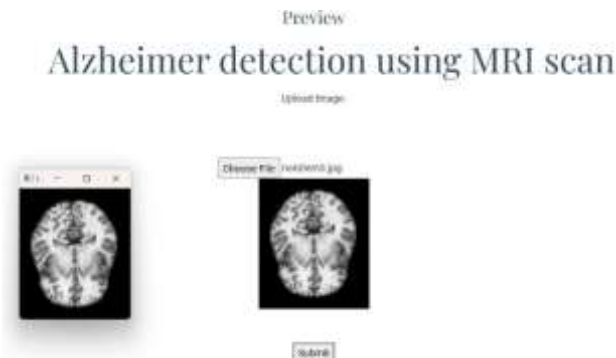 Preview
Alzheimer detection using MRI scan
Upload Image
Choose File
Submit